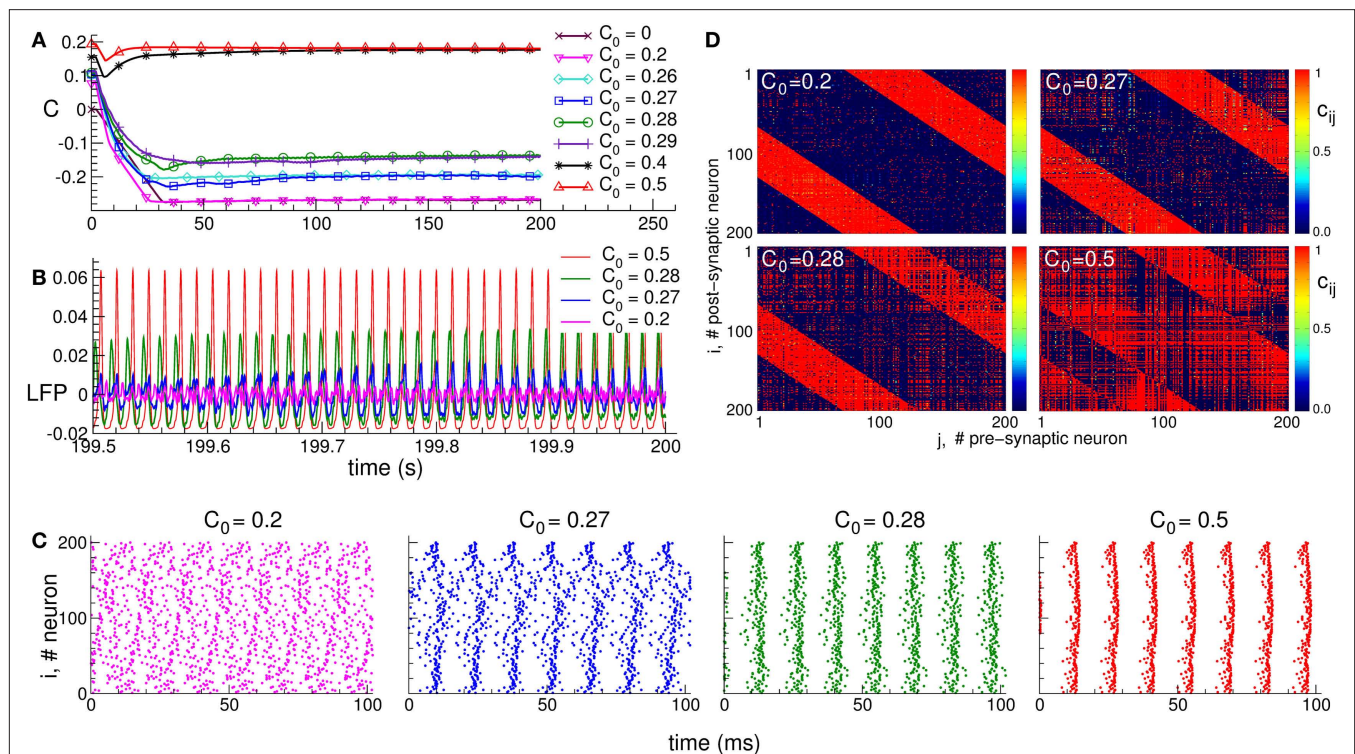 A
0.2
0.1
0
-0.1
-0.2
C
0 50 100 150 200 250
C0 = 0
C0 = 0.2
C0 = 0.26
C0 = 0.27
C0 = 0.28
C0 = 0.29
C0 = 0.4
C0 = 0.5
B
0.06
0.04
0.02
0
-0.02
LFP
C0 = 0.5
C0 = 0.28
C0 = 0.27
C0 = 0.2
199.5 199.6 199.7 199.8 199.9 200
time (s)
D
C0=0.2
C0=0.27
1
100
200
1
cij
0.5
0.0
C0=0.28
C0=0.5
1
100
200
1
cij
0.5
0.0
1 100 200 1 100 200
i, # post-synaptic neuron
j, # pre-synaptic neuron
C
C0 = 0.2
C0 = 0.27
C0 = 0.28
C0 = 0.5
200
100
0
i, # neuron
0 50 100 0 50 100 0 50 100 0 50 100
time (ms)